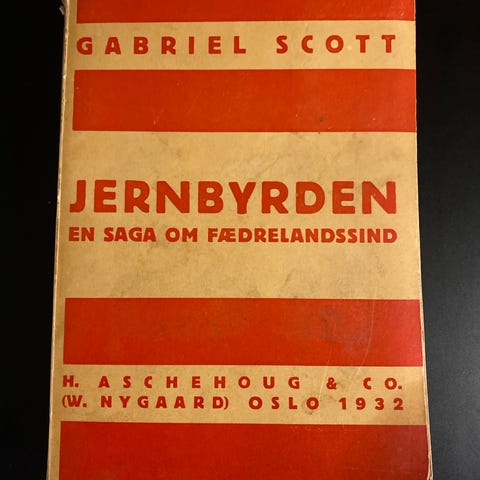 GABRIEL SCOTT
JERNBYRDEN
EN SAGA OM FÆDRELANDSSIND
H. ASCHEHOUG & CO.
(W. NYGAARD) OSLO 1932